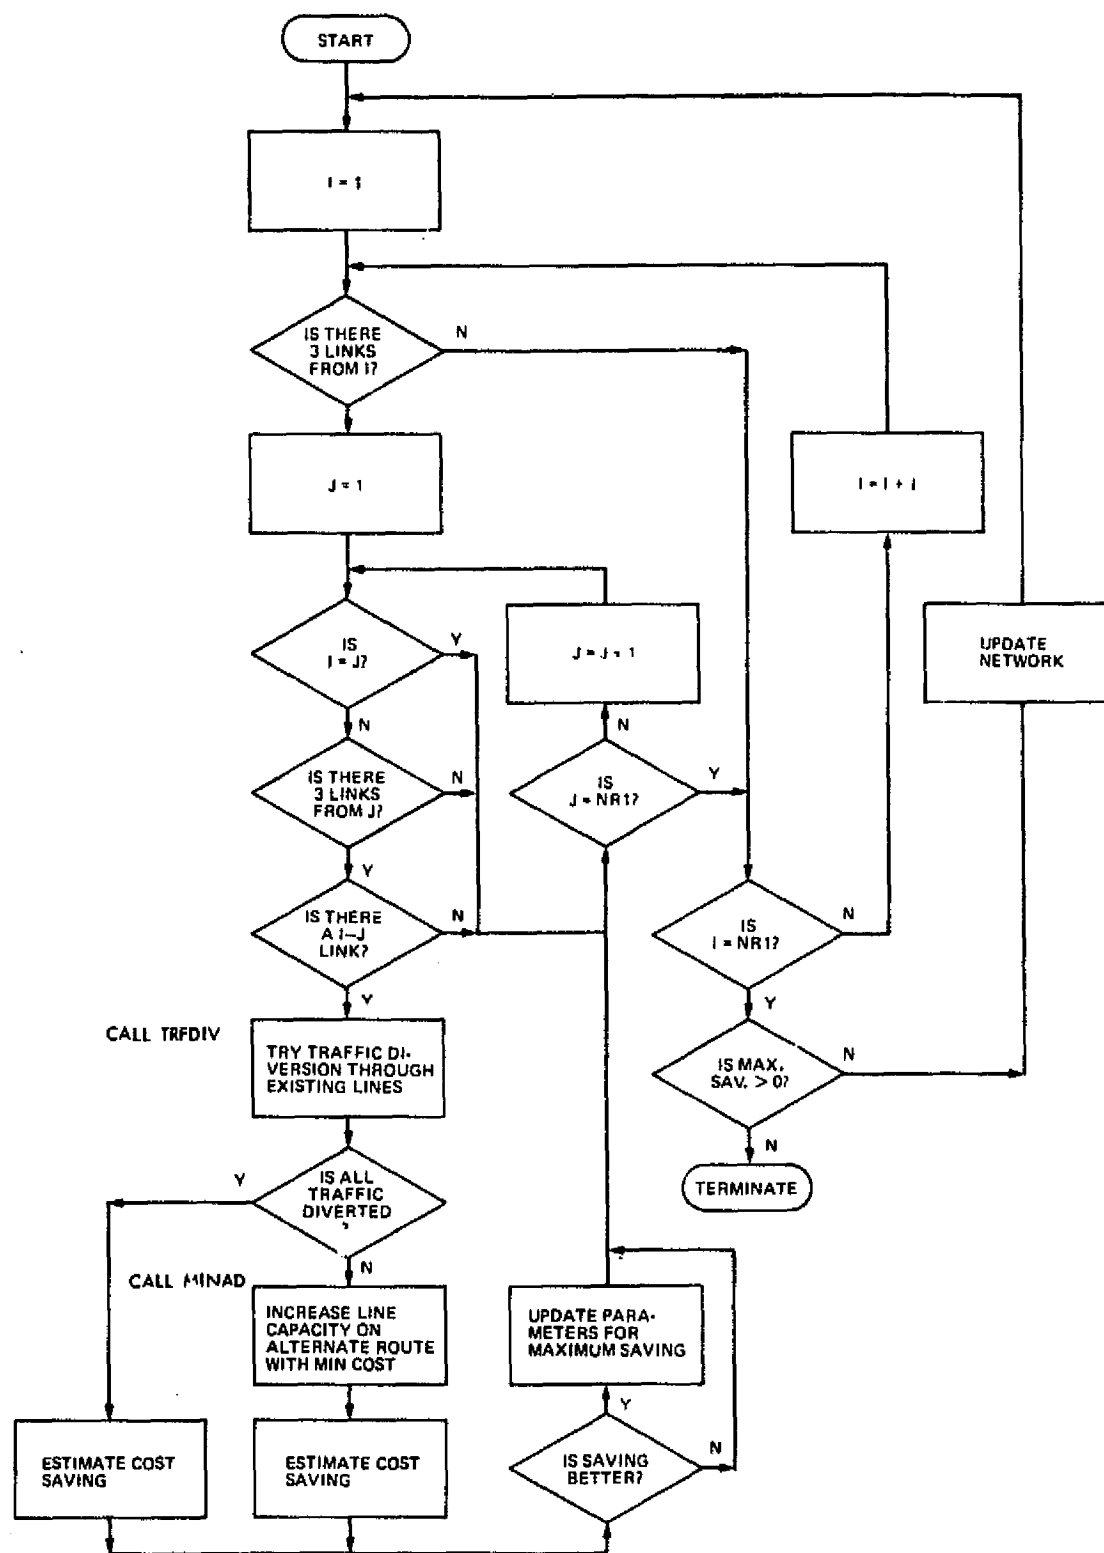 START
I = 1
IS THERE
3 LINKS
FROM I?
N
J = 1
I = I + I
IS
I = J?
Y
J = J + 1
UPDATE
NETWORK
N
N
IS THERE
3 LINKS
FROM J?
N
IS
J = NR1?
Y
Y
IS THERE
A I–J
LINK?
N
IS
I = NR1?
N
Y
Y
CALL TRFDIV
TRY TRAFFIC DI-
VERSION THROUGH
EXISTING LINES
IS MAX.
SAV. > 0?
N
N
TERMINATE
Y
IS ALL
TRAFFIC
DIVERTED
?
CALL MINAD
N
INCREASE LINE
CAPACITY ON
ALTERNATE ROUTE
WITH MIN COST
UPDATE PARA-
METERS FOR
MAXIMUM SAVING
Y
ESTIMATE COST
SAVING
ESTIMATE COST
SAVING
IS SAVING
BETTER?
N